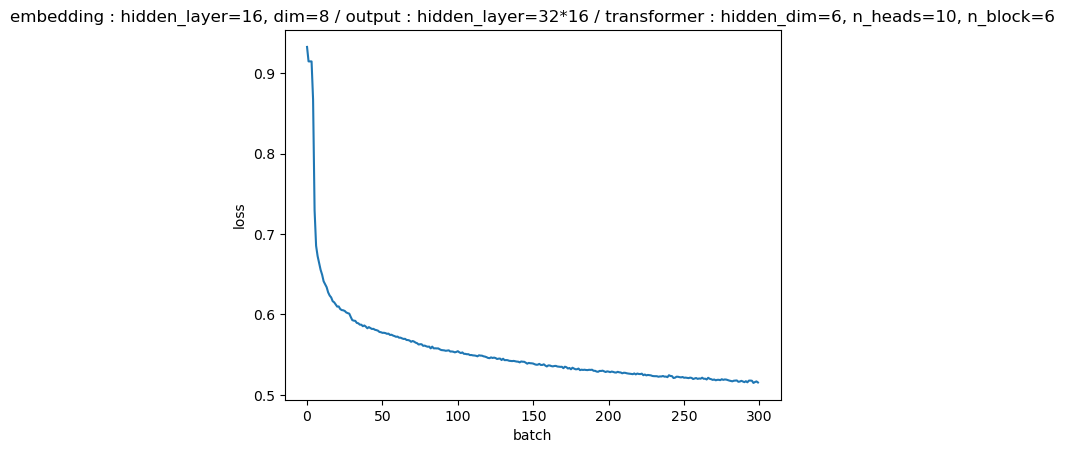 embedding : hidden_layer=16, dim=8 / output : hidden_layer=32*16 / transformer : hidden_dim=6, n_heads=10, n_block=6
0.9
0.8
0.7
0.6
0.5
loss
0 50 100 150 200 250 300
batch